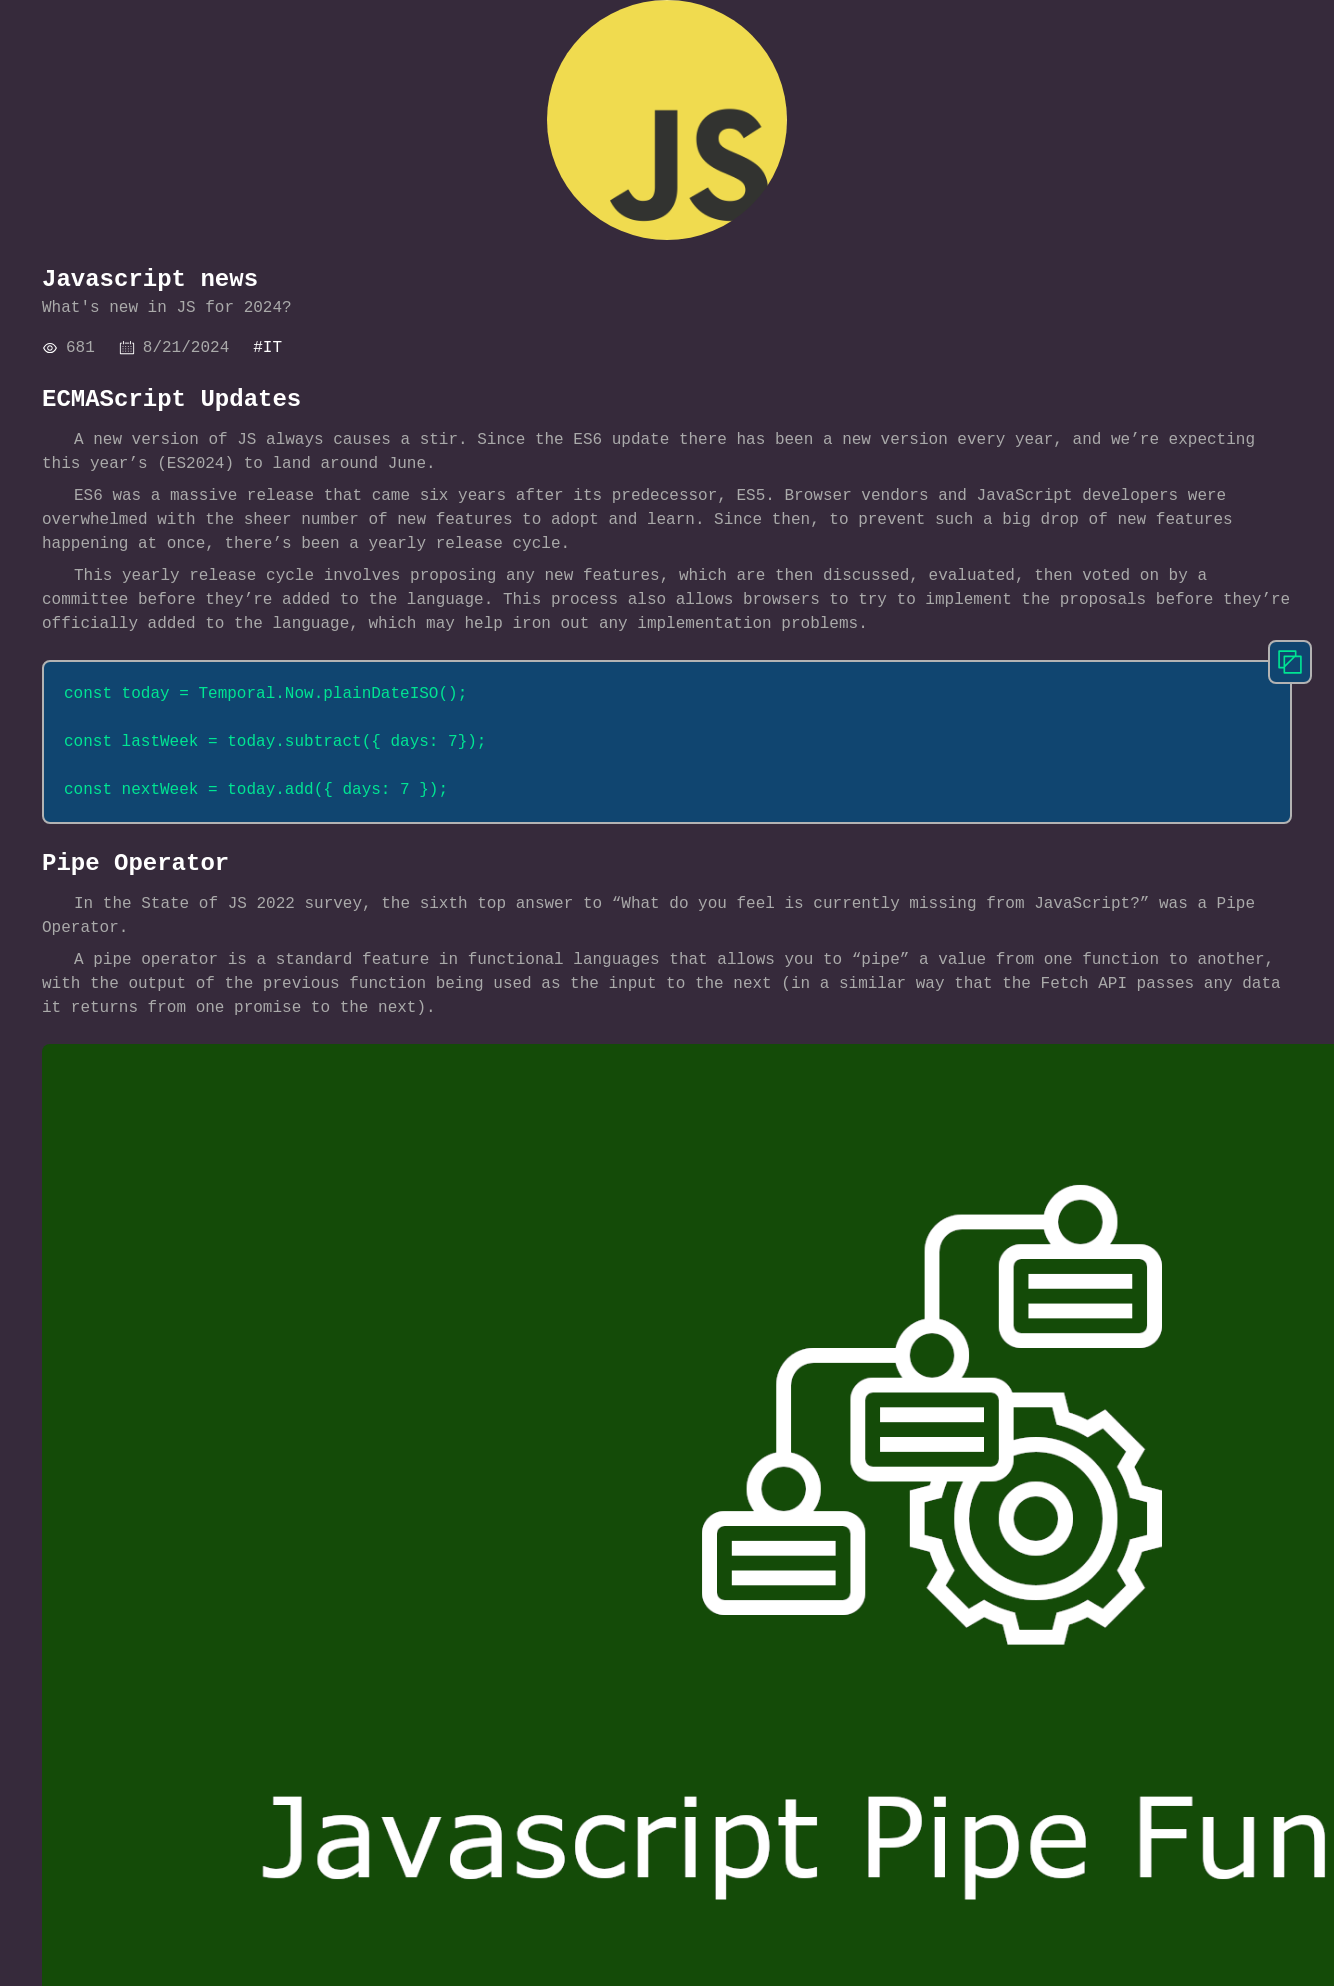 JS
Javascript news
What's new in JS for 2024?
681 8/21/2024 #IT
ECMAScript Updates
A new version of JS always causes a stir. Since the ES6 update there has been a new version every year, and we’re expecting
this year’s (ES2024) to land around June.
ES6 was a massive release that came six years after its predecessor, ES5. Browser vendors and JavaScript developers were
overwhelmed with the sheer number of new features to adopt and learn. Since then, to prevent such a big drop of new features
happening at once, there’s been a yearly release cycle.
This yearly release cycle involves proposing any new features, which are then discussed, evaluated, then voted on by a
committee before they’re added to the language. This process also allows browsers to try to implement the proposals before they’re
officially added to the language, which may help iron out any implementation problems.
const today = Temporal.Now.plainDateISO();
const lastWeek = today.subtract({ days: 7});
const nextWeek = today.add({ days: 7 });
Pipe Operator
In the State of JS 2022 survey, the sixth top answer to “What do you feel is currently missing from JavaScript?” was a Pipe
Operator.
A pipe operator is a standard feature in functional languages that allows you to “pipe” a value from one function to another,
with the output of the previous function being used as the input to the next (in a similar way that the Fetch API passes any data
it returns from one promise to the next).
Javascript Pipe Fun